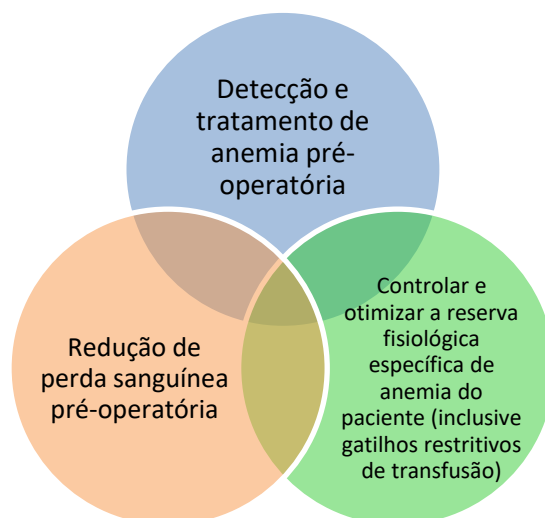 Detecção e
tratamento de
anemia pré-
operatória
Redução de
perda sanguínea
pré-operatória
Controlar e
otimizar a reserva
fisiológica
específica de
anemia do
paciente (inclusive
gatilhos restritivos
de transfusão)